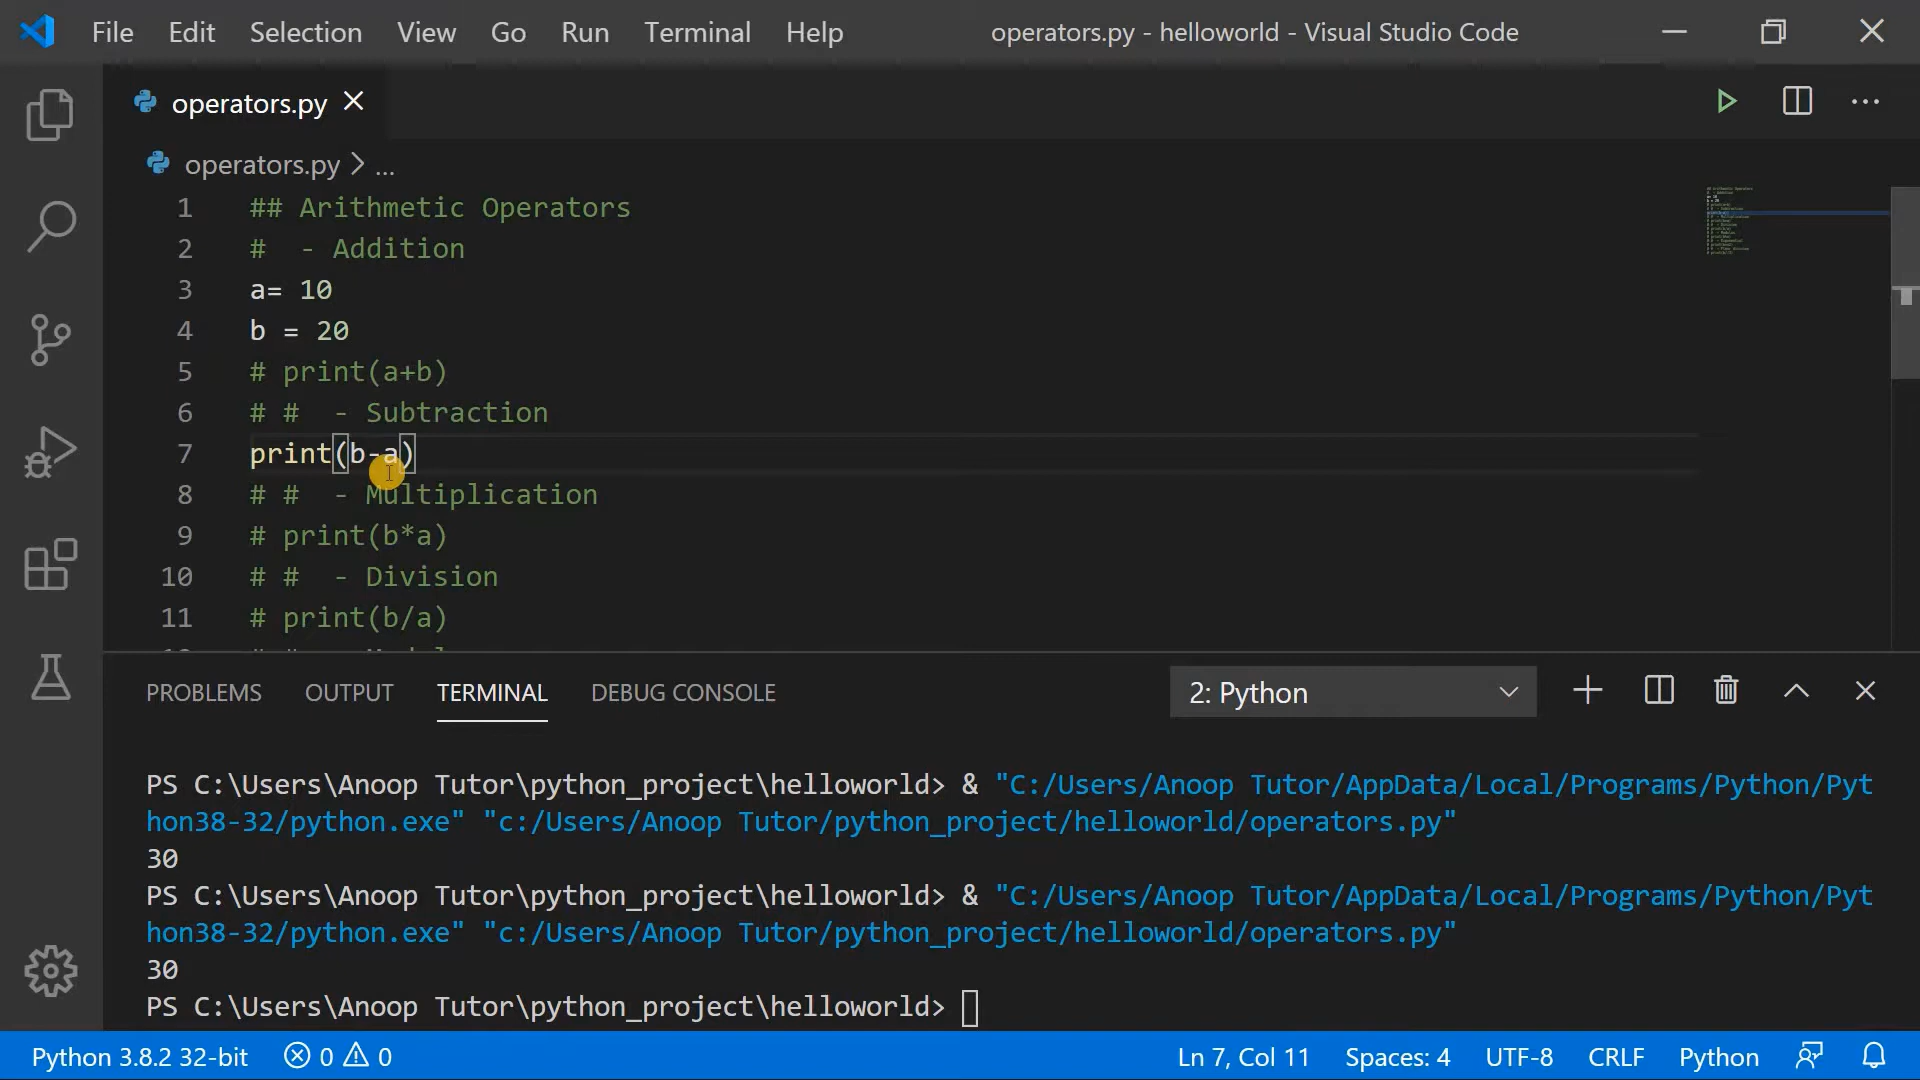 File Edit Selection View Go Run Terminal Help operators.py - helloworld - Visual Studio Code
operators.py
operators.py > ...
1 ## Arithmetic Operators
2 #  - Addition
3 a= 10
4 b = 20
5 # print(a+b)
6 # #  - Subtraction
7 print(b-a)
8 # #  - Multiplication
9 # print(b*a)
10 # #  - Division
11 # print(b/a)
PROBLEMS OUTPUT TERMINAL DEBUG CONSOLE 2: Python
PS C:\Users\Anoop Tutor\python_project\helloworld> & "C:/Users/Anoop Tutor/AppData/Local/Programs/Python/Pyt
hon38-32/python.exe" "c:/Users/Anoop Tutor/python_project/helloworld/operators.py"
30
PS C:\Users\Anoop Tutor\python_project\helloworld> & "C:/Users/Anoop Tutor/AppData/Local/Programs/Python/Pyt
hon38-32/python.exe" "c:/Users/Anoop Tutor/python_project/helloworld/operators.py"
30
PS C:\Users\Anoop Tutor\python_project\helloworld>
Python 3.8.2 32-bit 0 0 Ln 7, Col 11 Spaces: 4 UTF-8 CRLF Python